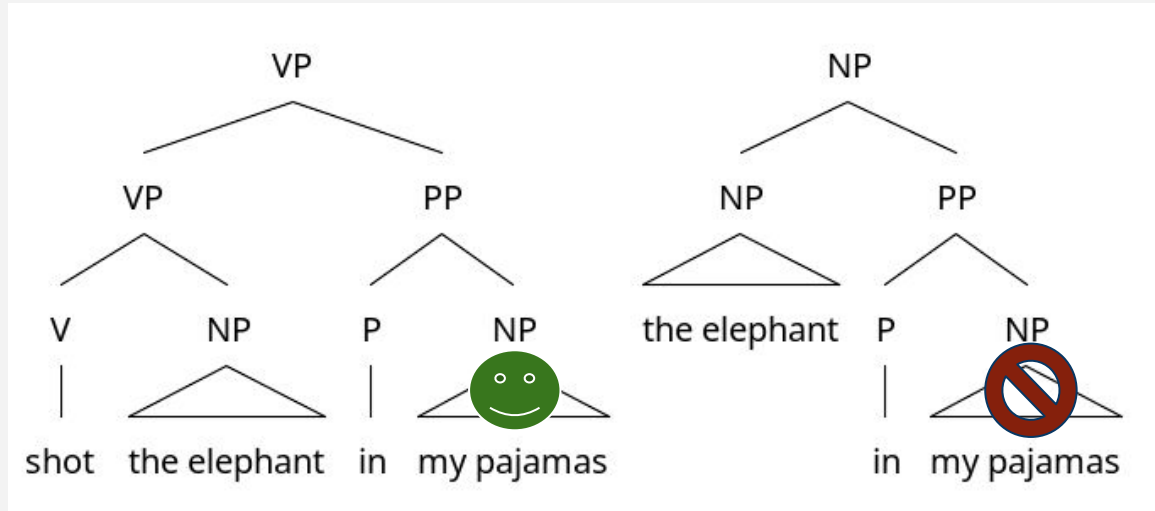 VP NP
VP PP NP PP
V NP P NP the elephant P NP
shot the elephant in my pajamas in my pajamas